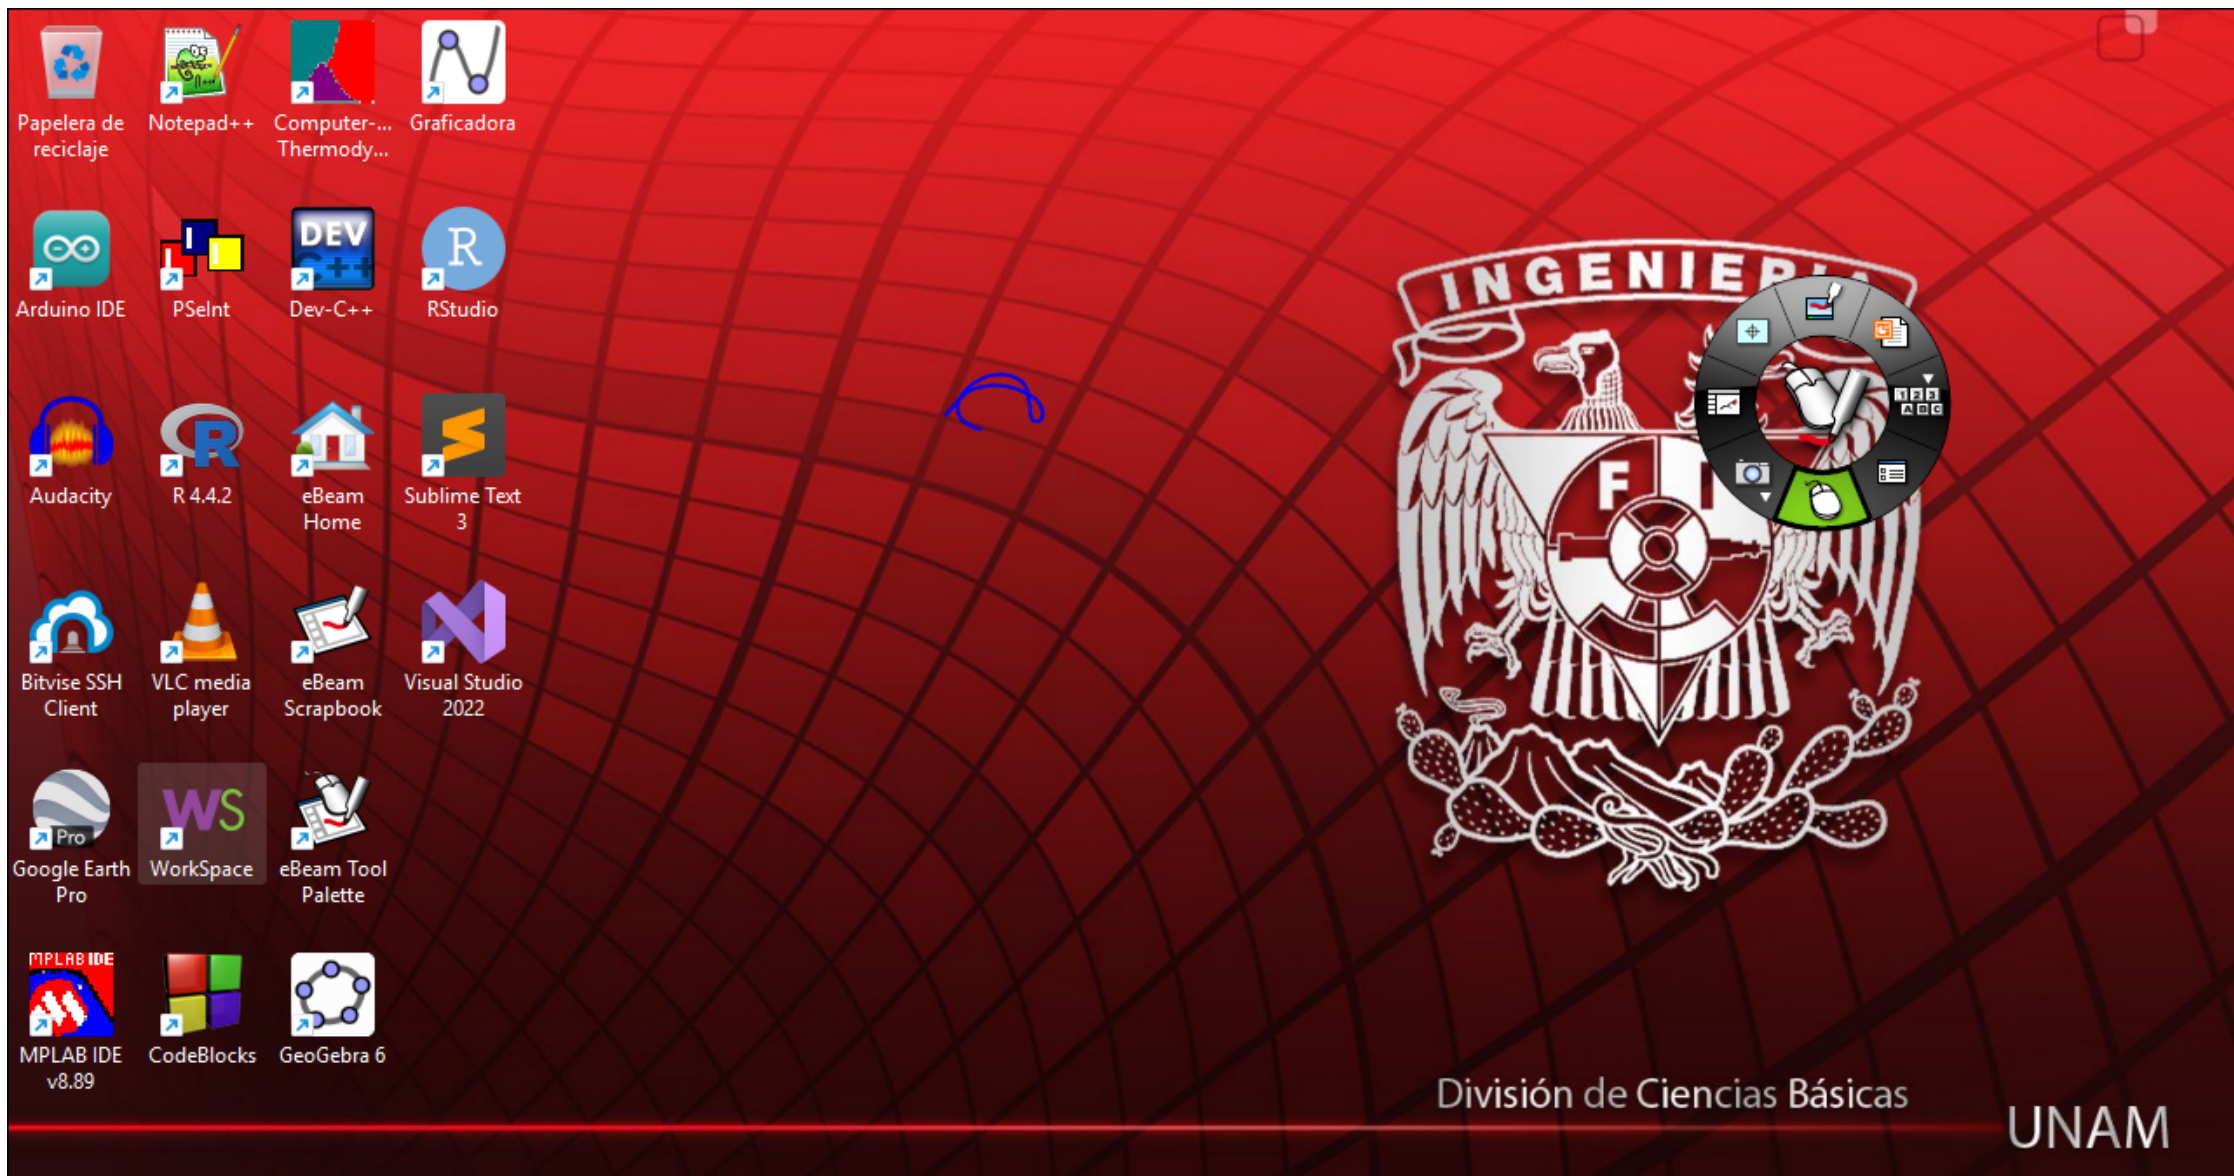 Papelera de
reciclaje
Notepad++
Computer-...
Thermody...
Graficadora
Arduino IDE
PSeInt
DEV
C++
Dev-C++
R
RStudio
Audacity
R
R 4.4.2
eBeam
Home
Sublime Text
3
Bitvise SSH
Client
VLC media
player
eBeam
Scrapbook
Visual Studio
2022
Pro
Google Earth
Pro
WS
WorkSpace
eBeam Tool
Palette
MPLAB IDE
MPLAB IDE
v8.89
CodeBlocks
GeoGebra 6
INGENIERIA
F I
1 2 3
A B C
División de Ciencias Básicas
UNAM